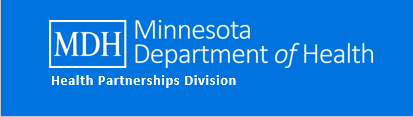 MDH Minnesota
Department of Health
Health Partnerships Division